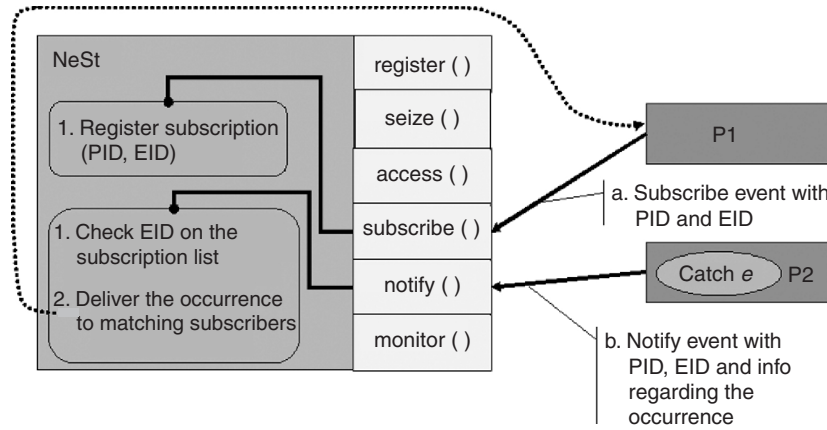 NeSt
1. Register subscription
(PID, EID)
1. Check EID on the
subscription list
2. Deliver the occurrence
to matching subscribers
register ( )
seize ( )
access ( )
subscribe ( )
notify ( )
monitor ( )
P1
a. Subscribe event with
PID and EID
Catch e P2
b. Notify event with
PID, EID and info
regarding the
occurrence